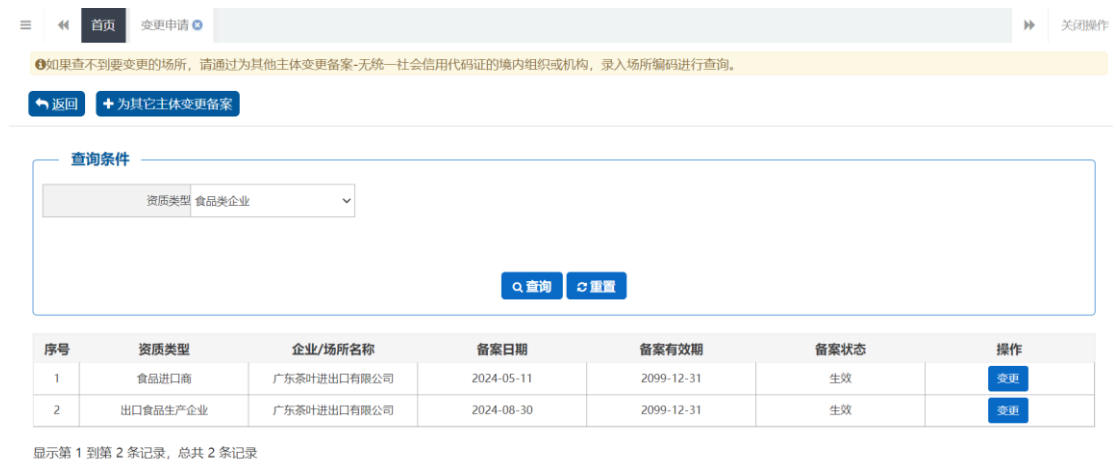 首页 变更申请 关闭操作
如果查不到要变更的场所，请通过为其他主体变更备案-无统一社会信用代码证的境内组织或机构，录入场所编码进行查询。
返回 为其它主体变更备案
查询条件
资质类型 食品类企业
查询 重置
序号 资质类型 企业/场所名称 备案日期 备案有效期 备案状态 操作
1 食品进口商 广东茶叶进出口有限公司 2024-05-11 2099-12-31 生效 变更
2 出口食品生产企业 广东茶叶进出口有限公司 2024-08-30 2099-12-31 生效 变更
显示第 1 到第 2 条记录，总共 2 条记录